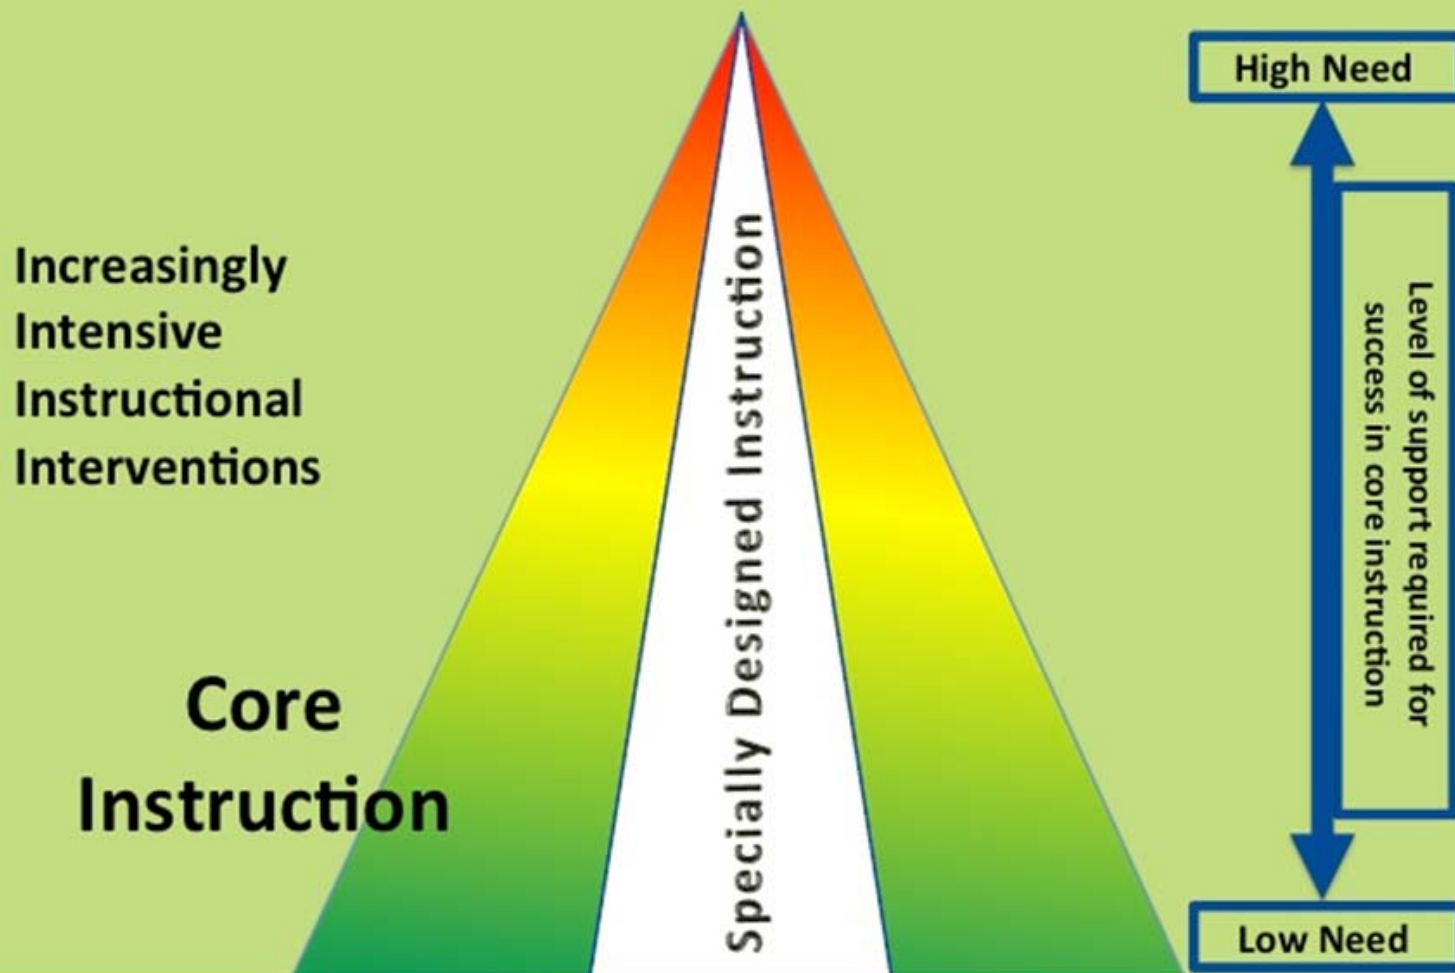 Increasingly
Intensive
Instructional
Interventions
Core
Instruction
Specially Designed Instruction
High Need
Level of support required for
success in core instruction
Low Need